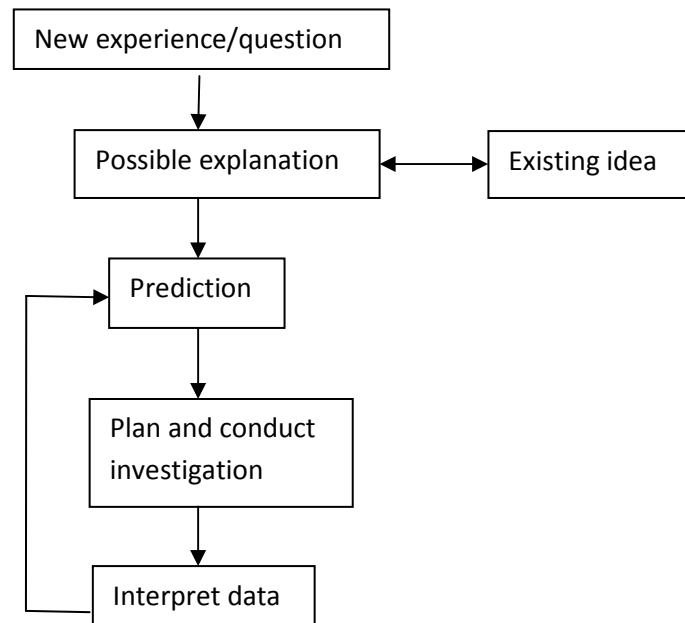 New experience/question
Possible explanation
Existing idea
Prediction
Plan and conduct
investigation
Interpret data